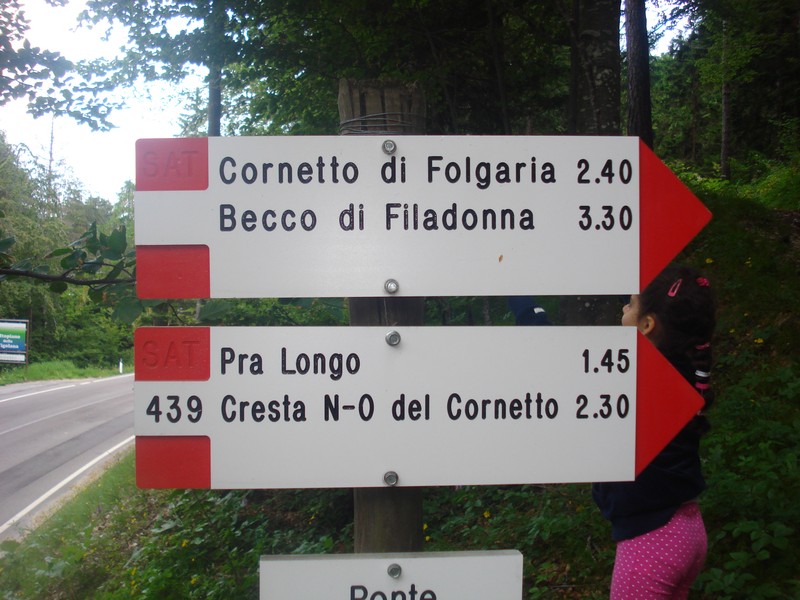 SAT
Cornetto di Folgaria 2.40
Becco di Filadonna 3.30
SAT
Pra Longo 1.45
439 Cresta N-O del Cornetto 2.30
Ponte